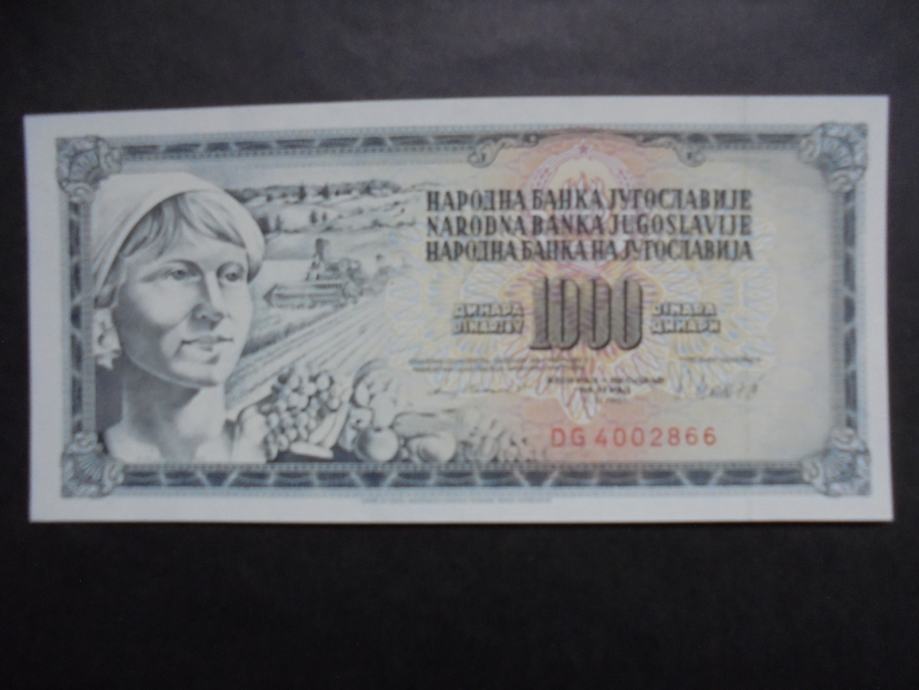 НАРОДНА БАНКА ЈУГОСЛАВИЈЕ
NARODNA BANKA JUGOSLAVIJE
НАРОДНА БАНКА НА ЈУГОСЛАВИЈА
ДИНАРА 1000 DINARA
DINARJEV ДИНАРИ
DG 4002866